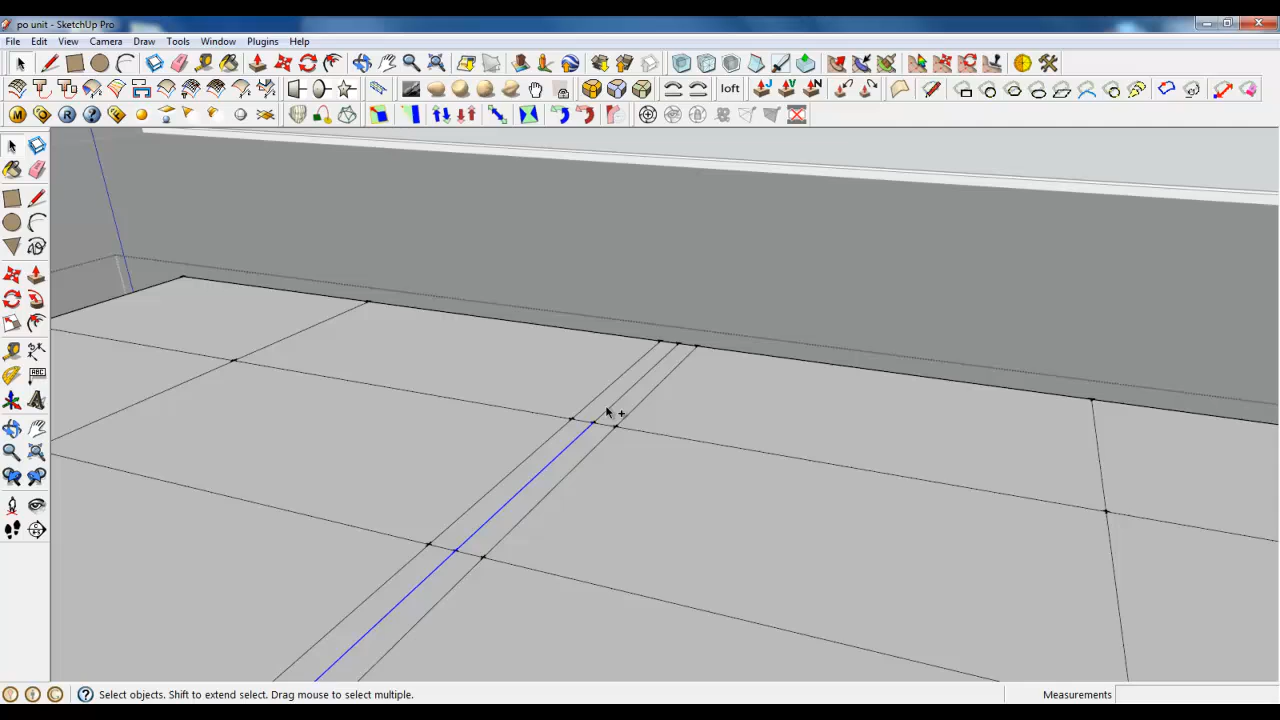 po unit - SketchUp Pro
File Edit View Camera Draw Tools Window Plugins Help
loft
M Q R ?
ABC
Select objects. Shift to extend select. Drag mouse to select multiple.
Measurements